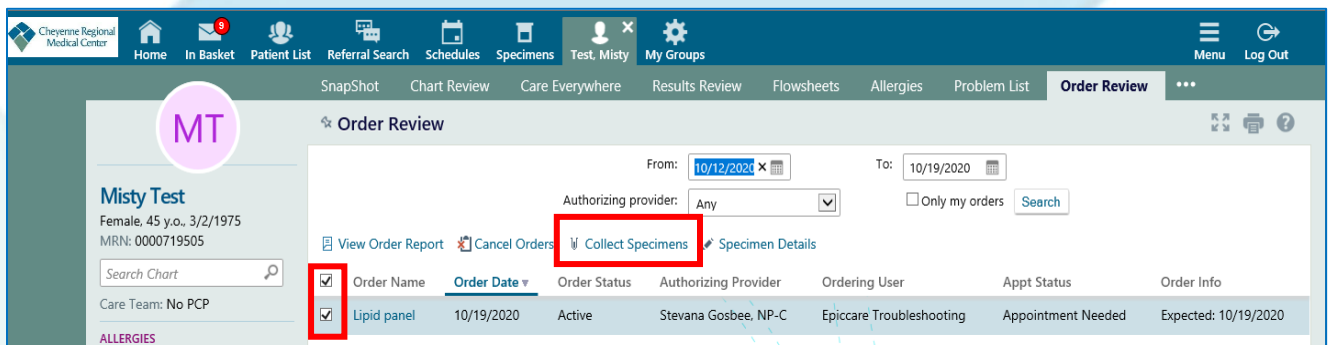 Cheyenne Regional
Medical Center
Home
In Basket
9
Patient List
Referral Search
Schedules
Specimens
Test, Misty
My Groups
Menu
Log Out
SnapShot Chart Review Care Everywhere Results Review Flowsheets Allergies Problem List Order Review
MT
Order Review
From: 10/12/2020 To: 10/19/2020
Authorizing provider: Any Only my orders Search
Misty Test
Female, 45 y.o., 3/2/1975
MRN: 0000719505
Search Chart
Care Team: No PCP
ALLERGIES
View Order Report Cancel Orders Collect Specimens Specimen Details
Order Name Order Date Order Status Authorizing Provider Ordering User Appt Status Order Info
Lipid panel 10/19/2020 Active Stevana Gosbee, NP-C Epiccare Troubleshooting Appointment Needed Expected: 10/19/2020